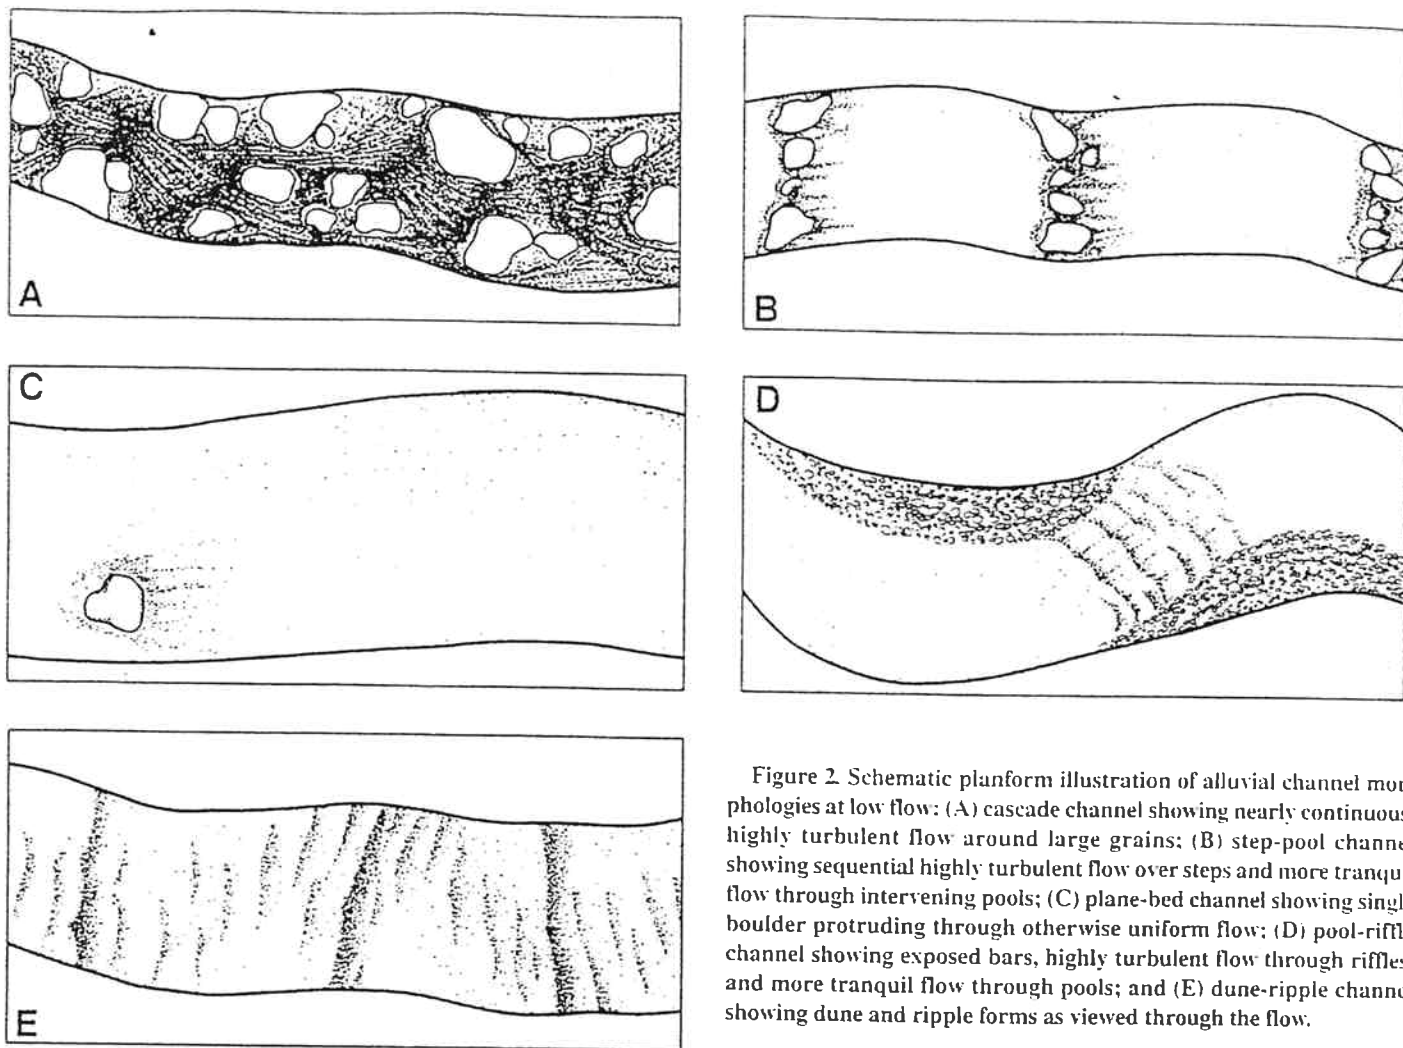 A
B
C
D
E
Figure 2. Schematic planform illustration of alluvial channel mor
phologies at low flow: (A) cascade channel showing nearly continuous
highly turbulent flow around large grains; (B) step-pool channe
showing sequential highly turbulent flow over steps and more tranqu
flow through intervening pools; (C) plane-bed channel showing singl
boulder protruding through otherwise uniform flow; (D) pool-riffl
channel showing exposed bars, highly turbulent flow through riffles
and more tranquil flow through pools; and (E) dune-ripple channe
showing dune and ripple forms as viewed through the flow.